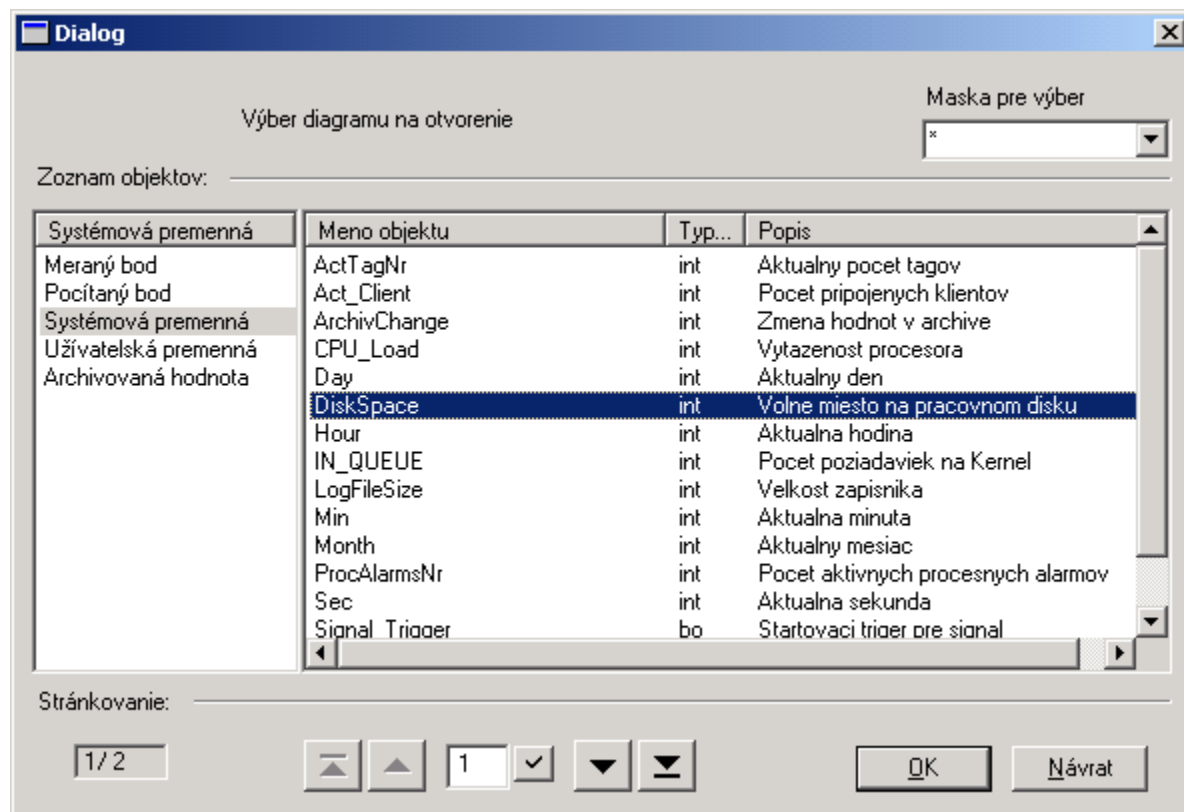 Dialog
Maska pre výber
Výber diagramu na otvorenie
*
Zoznam objektov:
Systémová premenná
Meraný bod
Pocítaný bod
Systémová premenná
Užívatelská premenná
Archivovaná hodnota
Meno objektu Typ... Popis
ActTagNr int Aktualny pocet tagov
Act_Client int Pocet pripojenych klientov
ArchivChange int Zmena hodnot v archive
CPU_Load int Vytazenost procesora
Day int Aktualny den
DiskSpace int Volne miesto na pracovnom disku
Hour int Aktualna hodina
IN_QUEUE int Pocet poziadaviek na Kernel
LogFileSize int Velkost zapisnika
Min int Aktualna minuta
Month int Aktualny mesiac
ProcAlarmsNr int Pocet aktivnych procesnych alarmov
Sec int Aktualna sekunda
Signal_Trigger bo Startovaci triger pre signal
Stránkovanie:
1/ 2
1
OK
Návrat